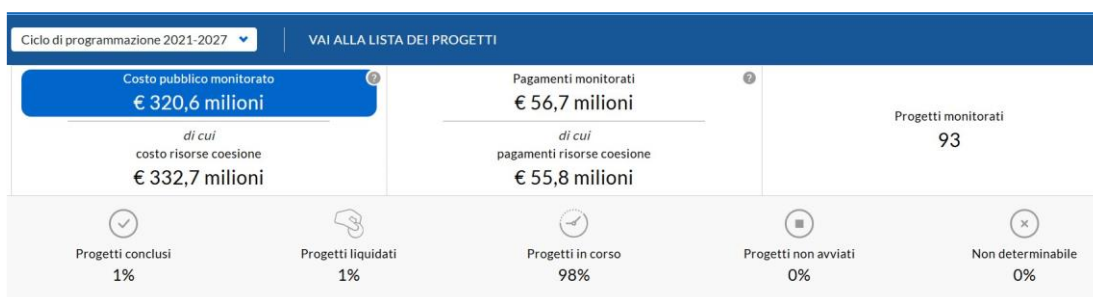 Ciclo di programmazione 2021-2027
VAI ALLA LISTA DEI PROGETTI
Costo pubblico monitorato
€ 320,6 milioni
di cui
costo risorse coesione
€ 332,7 milioni
Pagamenti monitorati
€ 56,7 milioni
di cui
pagamenti risorse coesione
€ 55,8 milioni
Progetti monitorati
93
Progetti conclusi
1%
Progetti liquidati
1%
Progetti in corso
98%
Progetti non avviati
0%
Non determinabile
0%